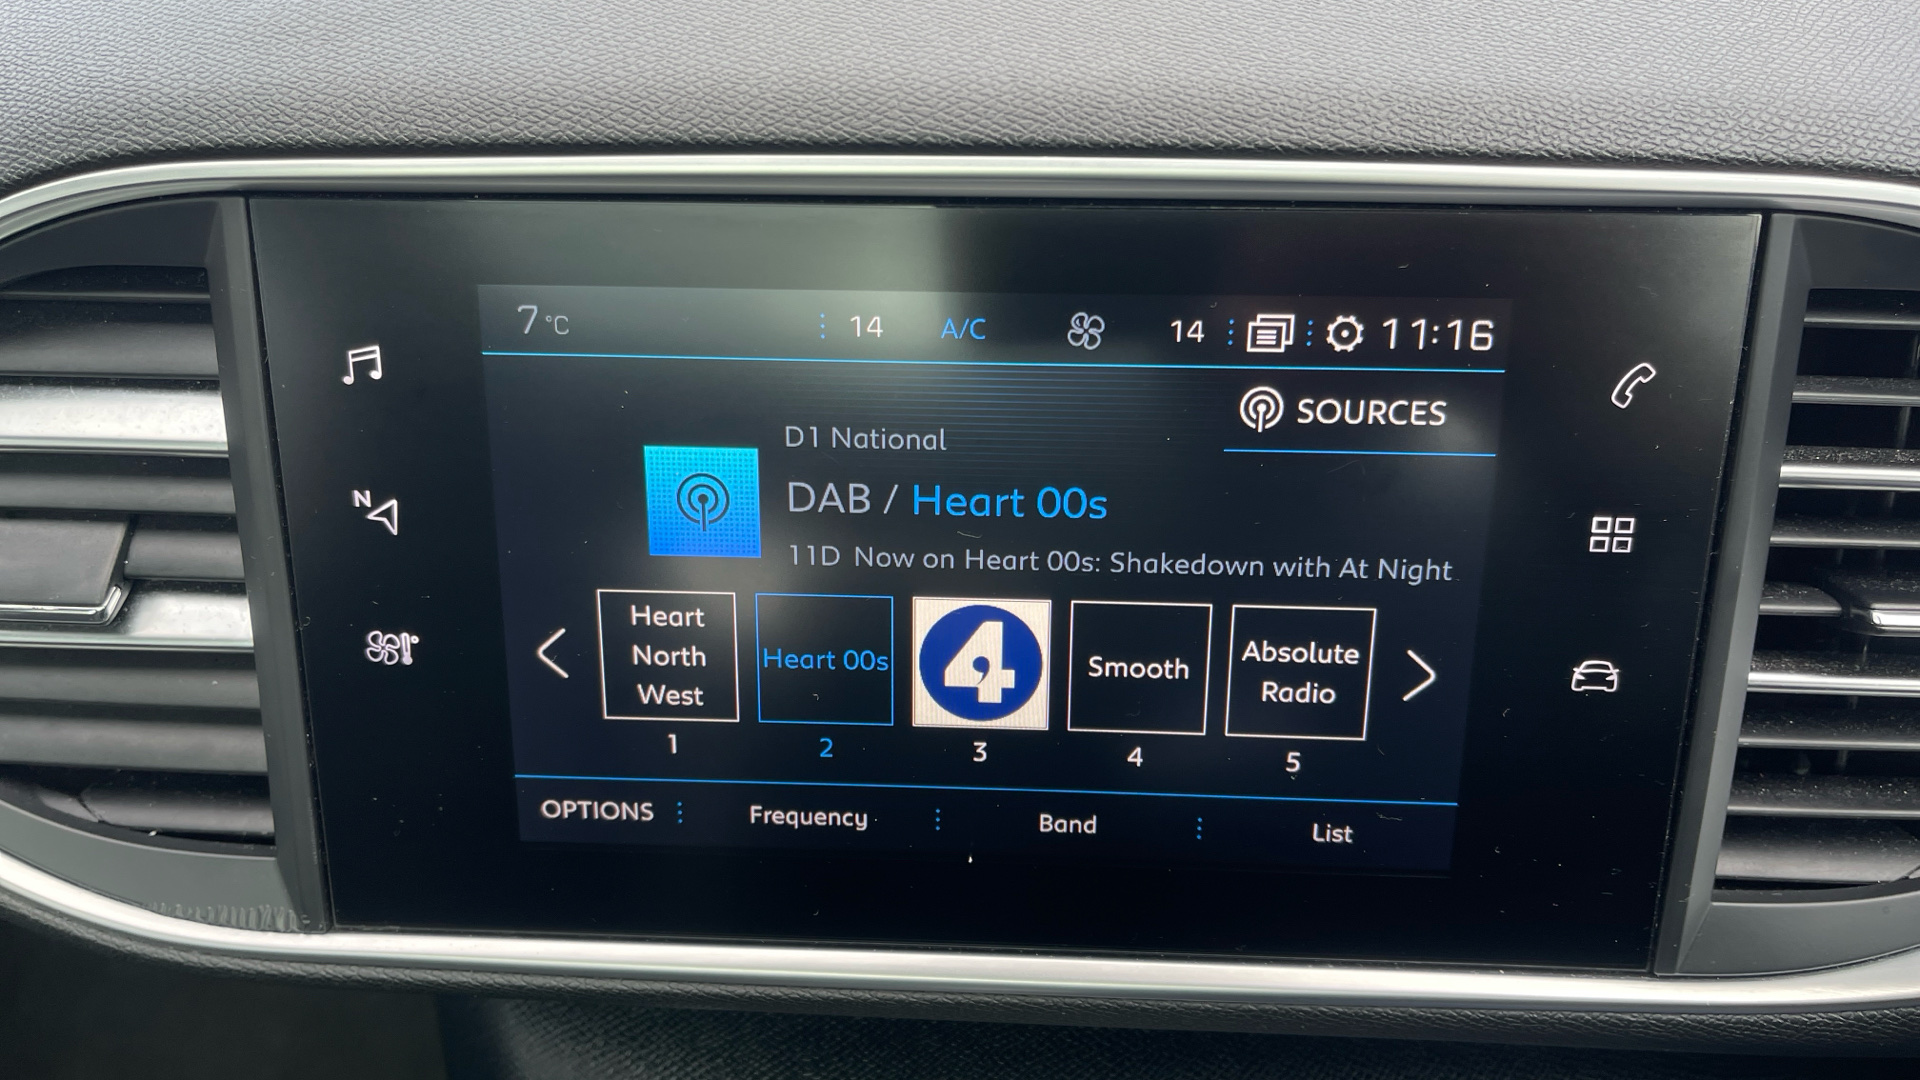 7 °C
14
A/C
14
11:16
SOURCES
D1 National
DAB / Heart 00s
11D Now on Heart 00s: Shakedown with At Night
N
Heart
North
West
Heart 00s
4
Smooth
Absolute
Radio
1
2
3
4
5
OPTIONS
Frequency
Band
List